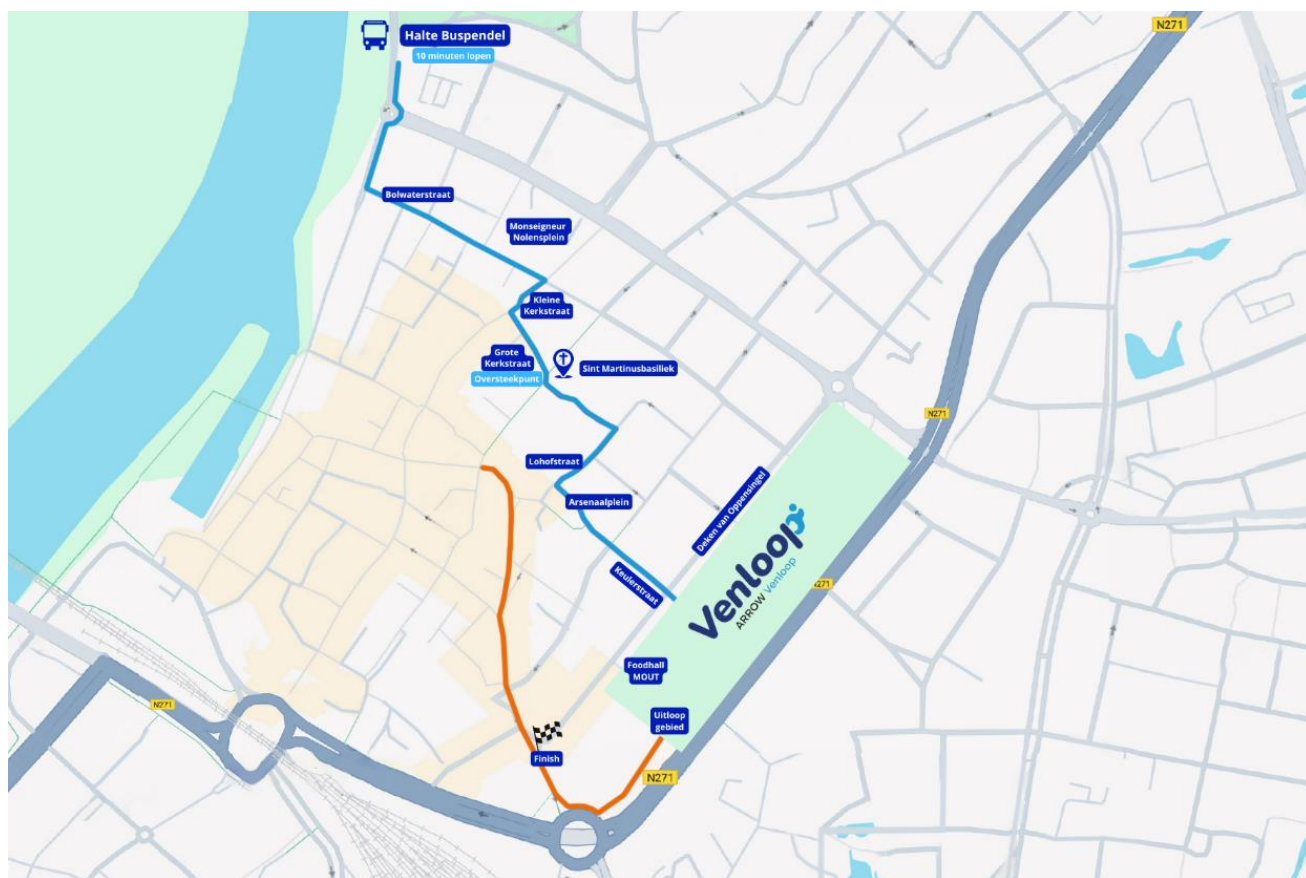 Halte Buspendel
10 minuten lopen
N271
Bolwaterstraat
Monseigneur
Nolensplein
Kleine
Kerkstraat
Grote
Kerkstraat
Oversteekpunt
Sint Martinusbasiliek
N271
Lohofstraat
Arsenaalplein
Deken van Oppensingel
Keulerstraat
Venloop
ARROW Venloop
N271
Foodhall
MOUT
N271
Uitloop
gebied
Finish
N271